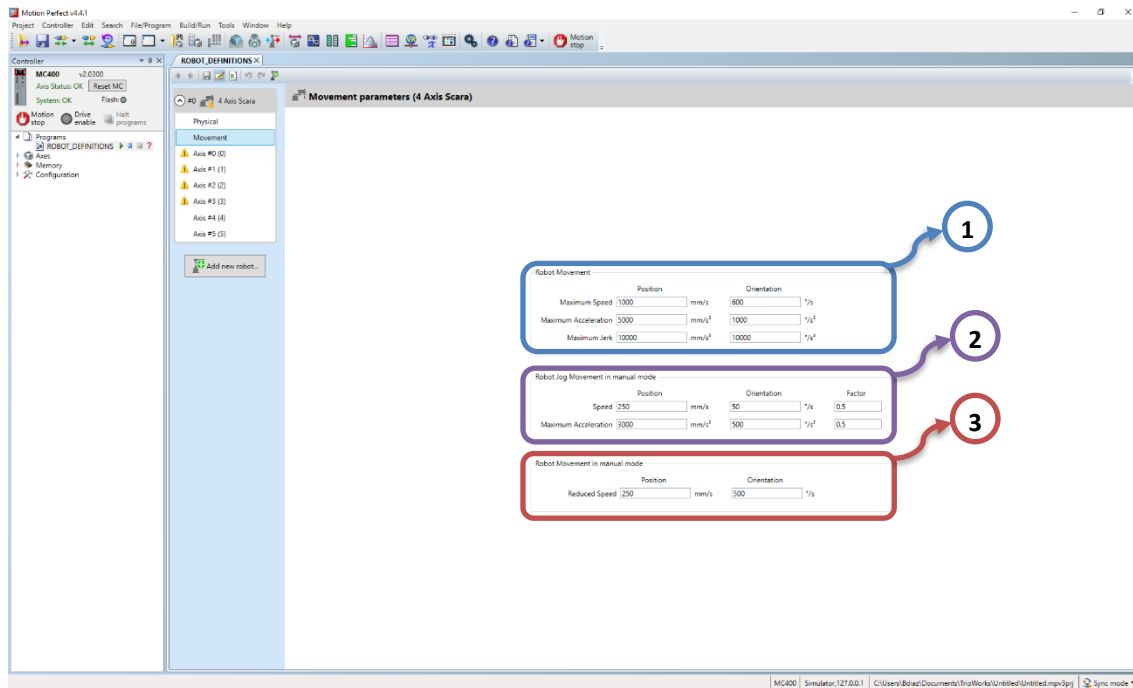 Motion Perfect v4.4.1
Project Controller Edit Search File/Program Build/Run Tools Window Help
Motion stop
Controller
ROBOT_DEFINITIONS
MC400 v2.0300
Axis Status: OK Reset MC
System: OK Flash:
Motion stop Drive enable Halt programs
Programs
ROBOT_DEFINITIONS ?
Axes
Memory
Configuration
#0 4 Axis Scara
Physical
Movement
Axis #0 (0)
Axis #1 (1)
Axis #2 (2)
Axis #3 (3)
Axis #4 (4)
Axis #5 (5)
Add new robot...
Movement parameters (4 Axis Scara)
1
Robot Movement
Position Orientation
Maximum Speed 1000 mm/s 600 °/s
Maximum Acceleration 5000 mm/s² 1000 °/s²
Maximum Jerk 10000 mm/s³ 10000 °/s³
2
Robot Jog Movement in manual mode
Position Orientation Factor
Speed 250 mm/s 50 °/s 0.5
Maximum Acceleration 3000 mm/s² 500 °/s² 0.5
3
Robot Movement in manual mode
Position Orientation
Reduced Speed 250 mm/s 500 °/s
MC400 Simulator,127.0.0.1 C:\Users\Bdiaz\Documents\TrioWorks\Untitled\Untitled.mpv3prj Sync mode